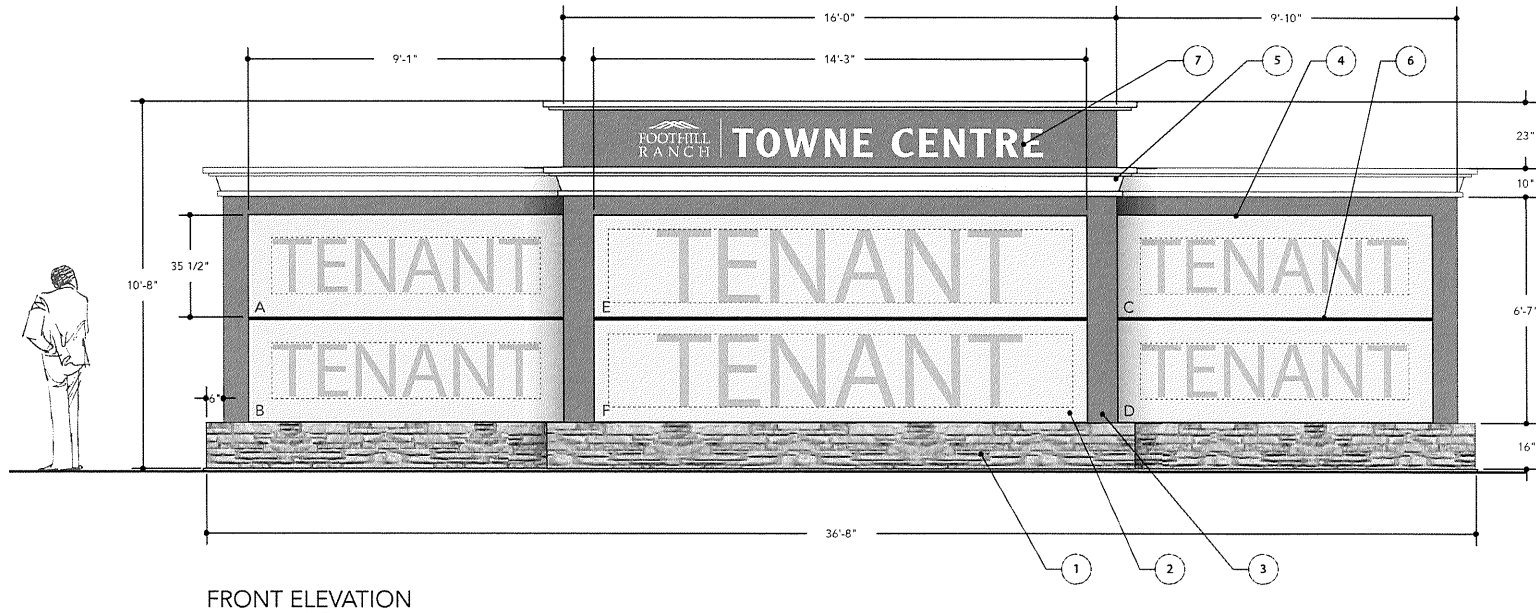 16'-0"
9'-10"
9'-1"
14'-3"
7
5
4
6
FOOTHILL
RANCH
TOWNE CENTRE
23"
10"
35 1/2"
10'-8"
6'-7"
6"
16"
TENANT
A
TENANT
E
TENANT
C
TENANT
B
TENANT
F
TENANT
D
36'-8"
1
2
3
FRONT ELEVATION